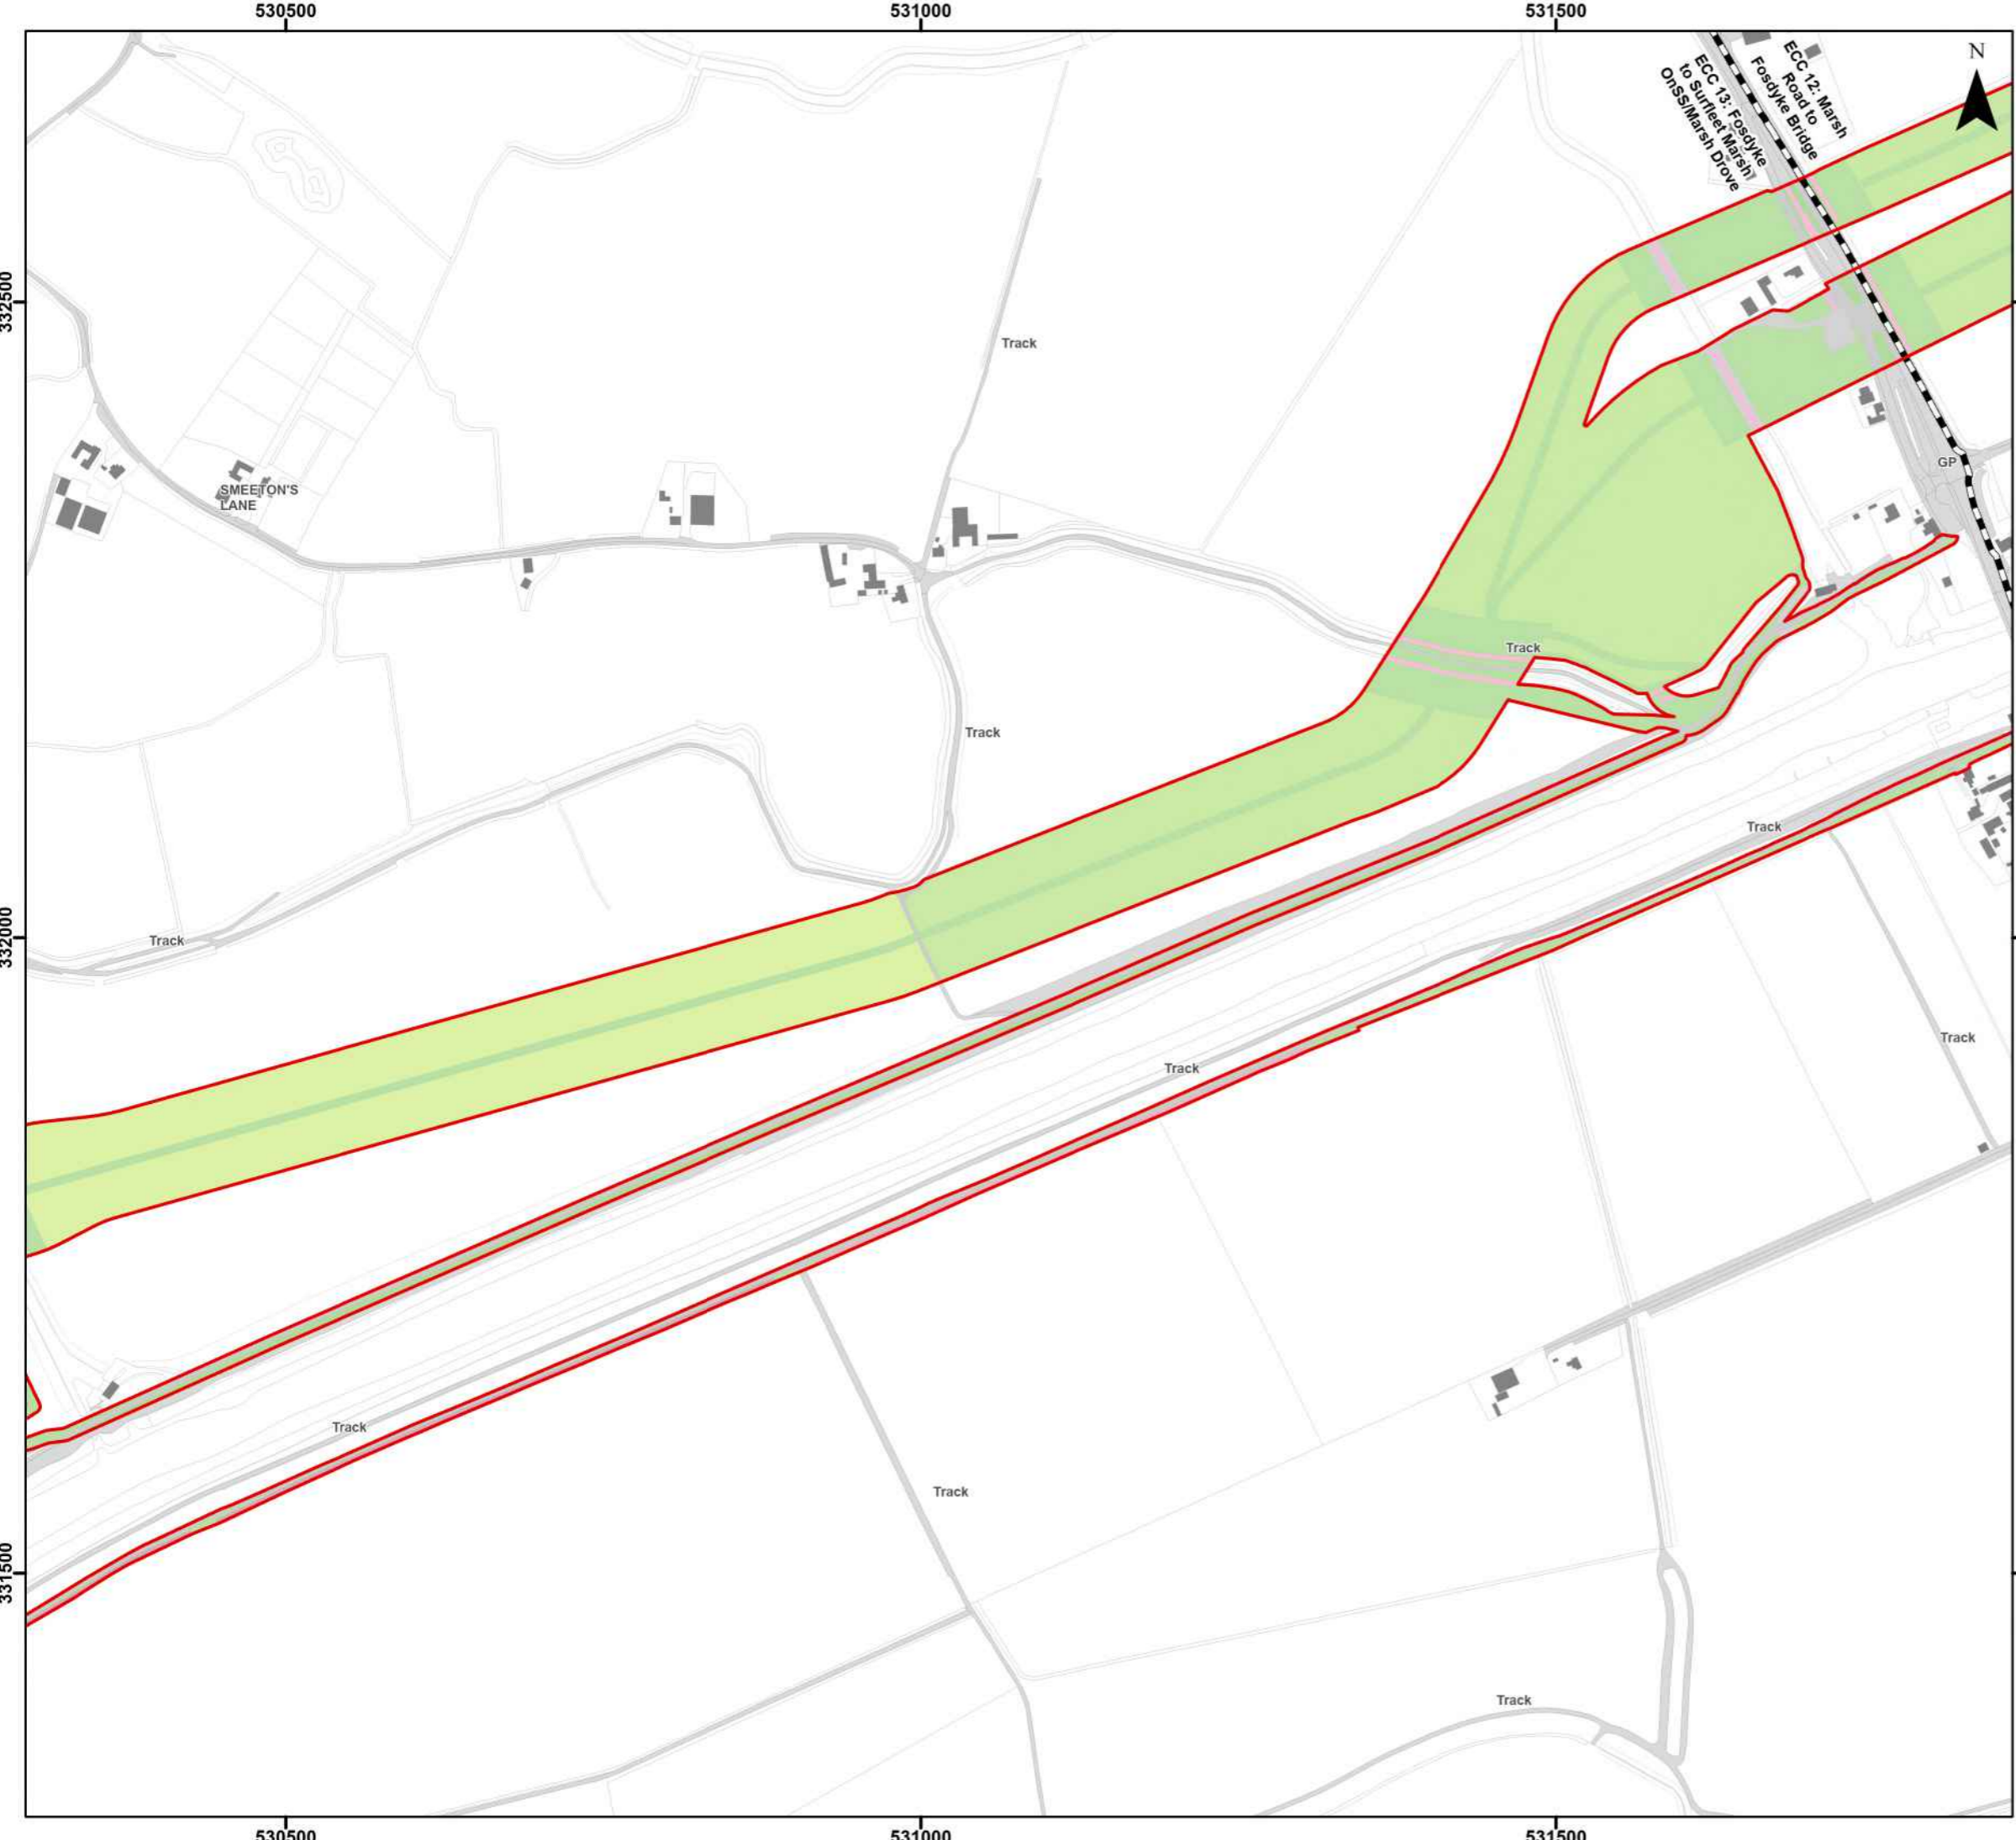 530500
531000
531500
N
ECC 12: Marsh
Road to
Fosdyke Bridge
ECC 13: Fosdyke
to Surfleet Marsh
OnSS/Marsh Drove
332500
Track
GP
SMEETON'S
LANE
Track
Track
Track
332000
Track
Track
Track
Track
Track
331500
Track
530500
531000
531500